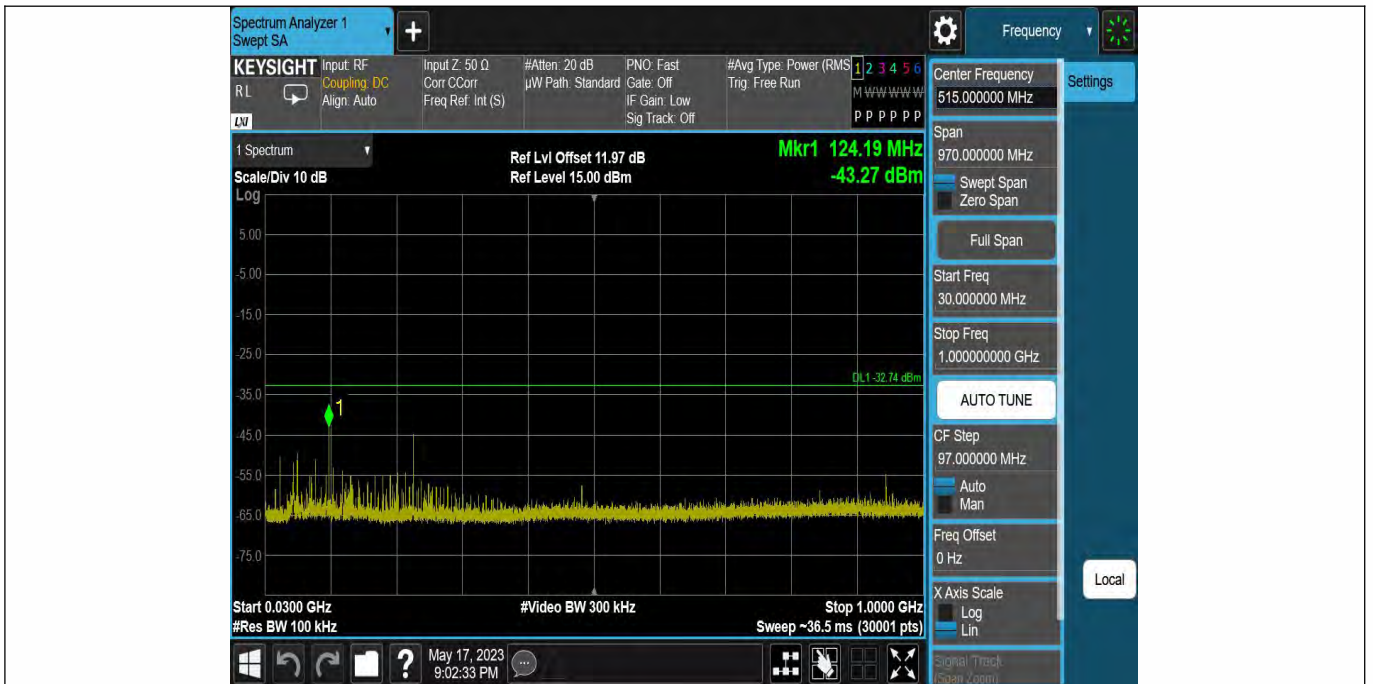 Spectrum Analyzer 1
Swept SA
+
Frequency
KEYSIGHT
RL
LXI
Input: RF
Coupling: DC
Align: Auto
Input Z: 50 Ω
Corr CCorr
Freq Ref: Int (S)
#Atten: 20 dB
µW Path: Standard
PNO: Fast
Gate: Off
IF Gain: Low
Sig Track: Off
#Avg Type: Power (RMS
Trig: Free Run
1 2 3 4 5 6
M W W W W W
P P P P P P
Center Frequency
515.000000 MHz
Settings
1 Spectrum
Scale/Div 10 dB
Ref Lvl Offset 11.97 dB
Ref Level 15.00 dBm
Mkr1 124.19 MHz
-43.27 dBm
Log
5.00
-5.00
-15.0
-25.0
-35.0
-45.0
-55.0
-65.0
-75.0
DL1 -32.74 dBm
1
Start 0.0300 GHz
#Res BW 100 kHz
#Video BW 300 kHz
Stop 1.0000 GHz
Sweep ~36.5 ms (30001 pts)
Span
970.000000 MHz
Swept Span
Zero Span
Full Span
Start Freq
30.000000 MHz
Stop Freq
1.000000000 GHz
AUTO TUNE
CF Step
97.000000 MHz
Auto
Man
Freq Offset
0 Hz
X Axis Scale
Log
Lin
Signal Track
(Span Zoom)
Local
?
May 17, 2023
9:02:33 PM